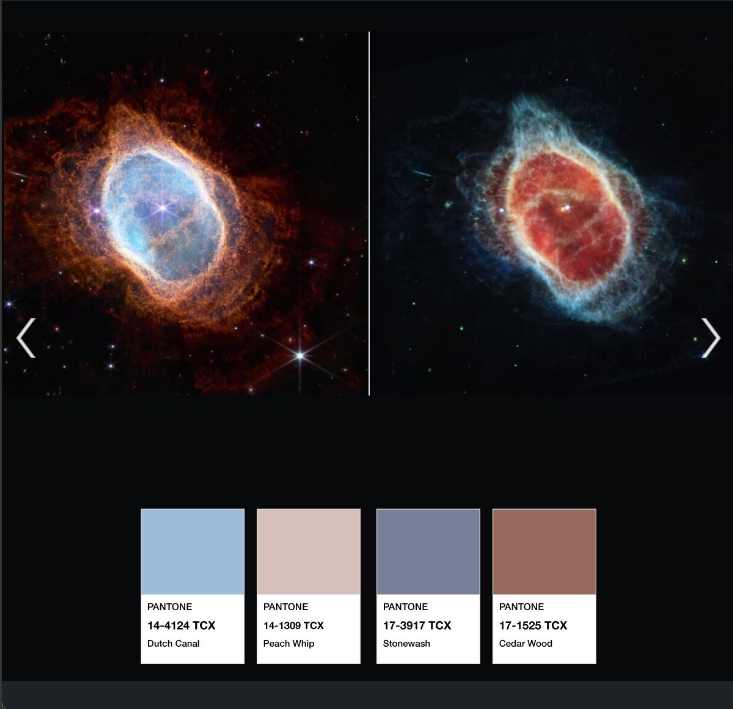 PANTONE
14-4124 TCX
Dutch Canal
PANTONE
14-1309 TCX
Peach Whip
PANTONE
17-3917 TCX
Stonewash
PANTONE
17-1525 TCX
Cedar Wood